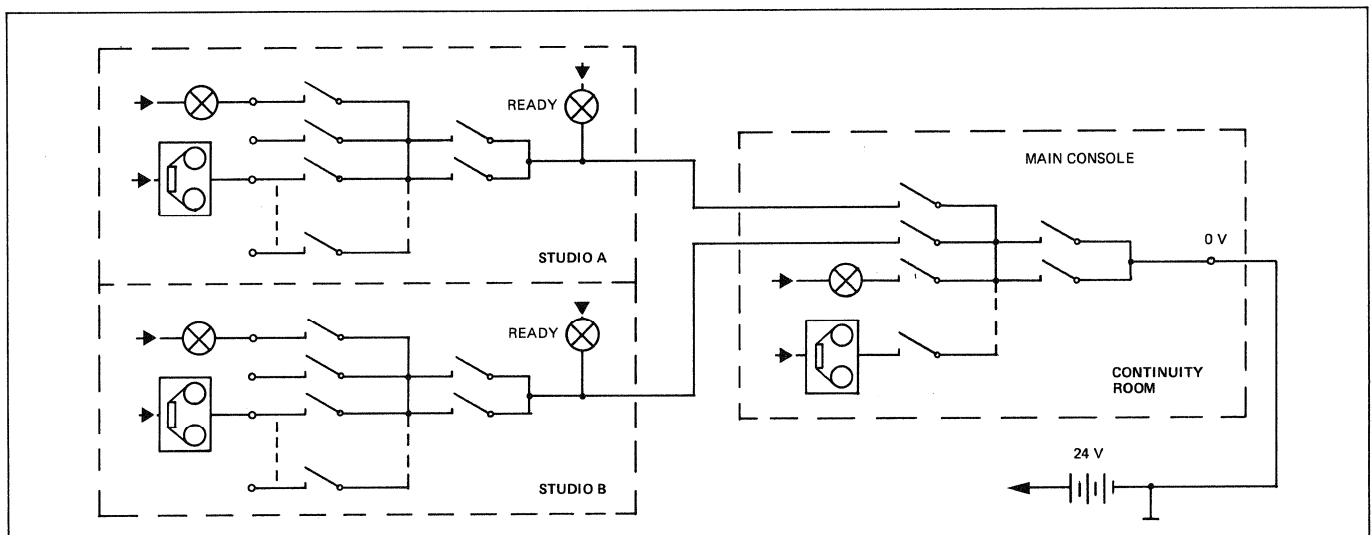 READY
STUDIO A
READY
STUDIO B
MAIN CONSOLE
0 V
CONTINUITY
ROOM
24 V